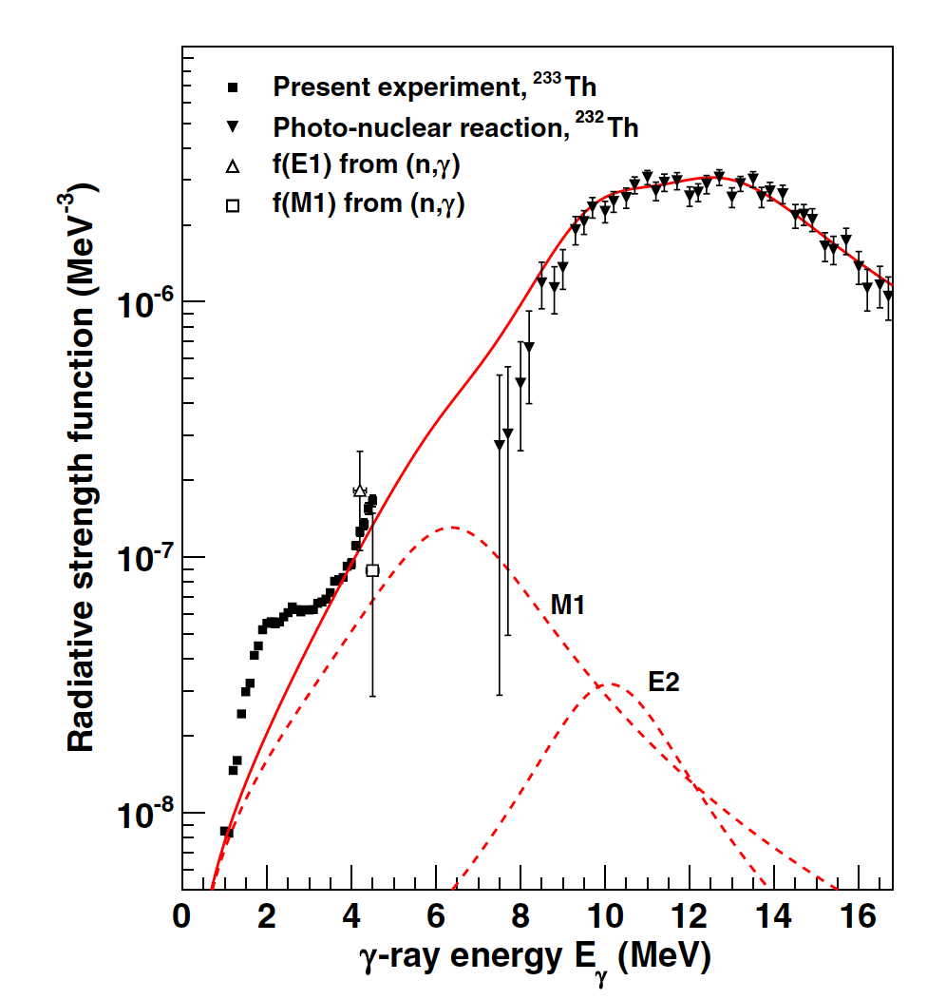 Present experiment, ²³³Th
Photo-nuclear reaction, ²³²Th
f(E1) from (n,γ)
f(M1) from (n,γ)
Radiative strength function (MeV⁻³)
10⁻⁶
10⁻⁷
10⁻⁸
M1
E2
0 2 4 6 8 10 12 14 16
γ-ray energy Eᵧ (MeV)